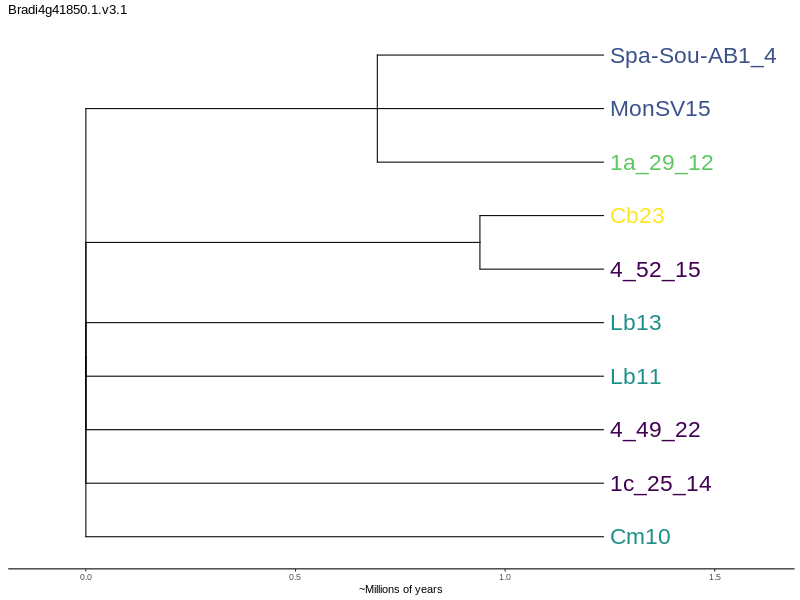 Bradi4g41850.1.v3.1
Spa-Sou-AB1_4
MonSV15
1a_29_12
Cb23
4_52_15
Lb13
Lb11
4_49_22
1c_25_14
Cm10
0.0 0.5 1.0 1.5
~Millions of years